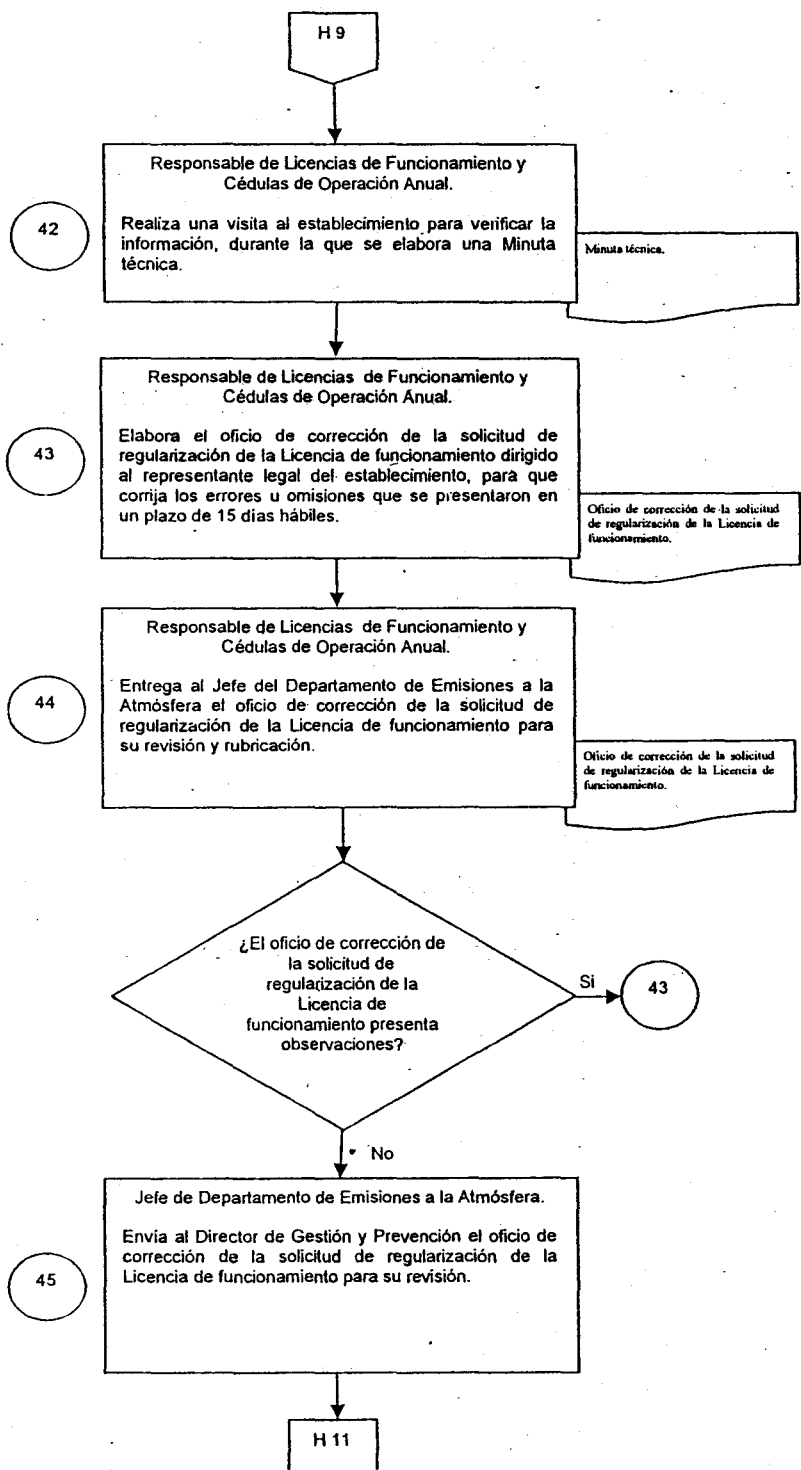 H 9
Responsable de Licencias de Funcionamiento y
Cédulas de Operación Anual.
42
Realiza una visita al establecimiento para verificar la
información, durante la que se elabora una Minuta
técnica.
Minuta técnica.
Responsable de Licencias de Funcionamiento y
Cédulas de Operación Anual.
43
Elabora el oficio de corrección de la solicitud de
regularización de la Licencia de funcionamiento dirigido
al representante legal del establecimiento, para que
corrija los errores u omisiones que se presentaron en
un plazo de 15 días hábiles.
Oficio de corrección de la solicitud
de regularización de la Licencia de
funcionamiento.
Responsable de Licencias de Funcionamiento y
Cédulas de Operación Anual.
44
Entrega al Jefe del Departamento de Emisiones a la
Atmósfera el oficio de corrección de la solicitud de
regularización de la Licencia de funcionamiento para
su revisión y rubricación.
Oficio de corrección de la solicitud
de regularización de la Licencia de
funcionamiento.
¿El oficio de corrección de
la solicitud de
regularización de la
Licencia de
funcionamiento presenta
observaciones?
Si
43
No
Jefe de Departamento de Emisiones a la Atmósfera.
45
Envía al Director de Gestión y Prevención el oficio de
corrección de la solicitud de regularización de la
Licencia de funcionamiento para su revisión.
H 11